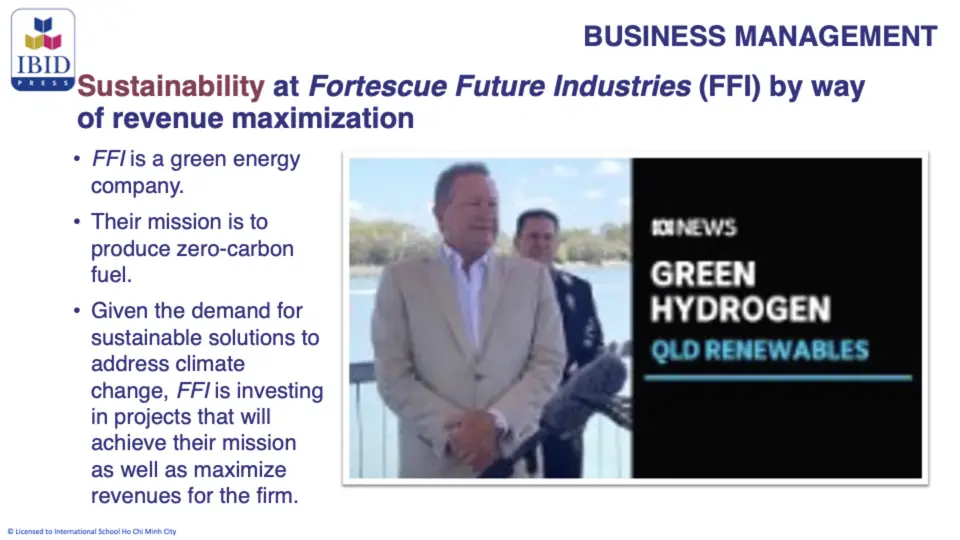 IBID
PRESS
BUSINESS MANAGEMENT
Sustainability at Fortescue Future Industries (FFI) by way
of revenue maximization
• FFI is a green energy
company.
• Their mission is to
produce zero-carbon
fuel.
• Given the demand for
sustainable solutions to
address climate
change, FFI is investing
in projects that will
achieve their mission
as well as maximize
revenues for the firm.
NEWS
GREEN
HYDROGEN
QLD RENEWABLES
© Licensed to International School Ho Chi Minh City